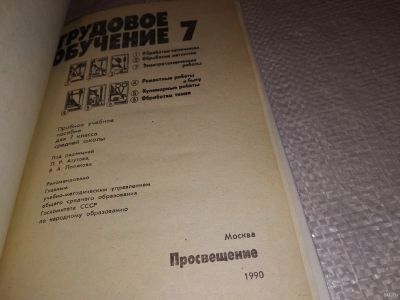 ТРУДОВОЕ
ОБУЧЕНИЕ 7
1 Обработка древесины
2 Обработка металлов
3 Электротехнические
работы
4 Ремонтные работы
в быту
5 Кулинарные работы
6 Обработка ткани
Пробное учебное
пособие
для 7 класса
средней школы
Под редакцией
П. Р. Атутова,
В. А. Полякова
Рекомендовано
Главным
учебно-методическим управлением
общего среднего образования
Госкомитета СССР
по народному образованию
Москва
Просвещение
1990